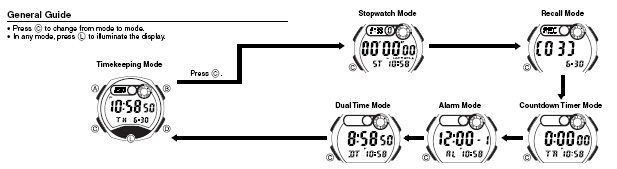 General Guide
• Press Ⓒ to change from mode to mode.
• In any mode, press Ⓛ to illuminate the display.
Stopwatch Mode
Recall Mode
00'00'00
ST 10:58
Ⓒ
REC
[03]
6-30
Ⓒ
Timekeeping Mode
Press Ⓒ.
Ⓐ
Ⓑ
10:58 50
TH 6-30
Ⓒ
Ⓓ
Ⓛ
Dual Time Mode
Alarm Mode
Countdown Timer Mode
8:58 50
DT 10:58
Ⓒ
12:00 - 1
AL 10:58
Ⓒ
0:00 00
TR 10:58
Ⓒ